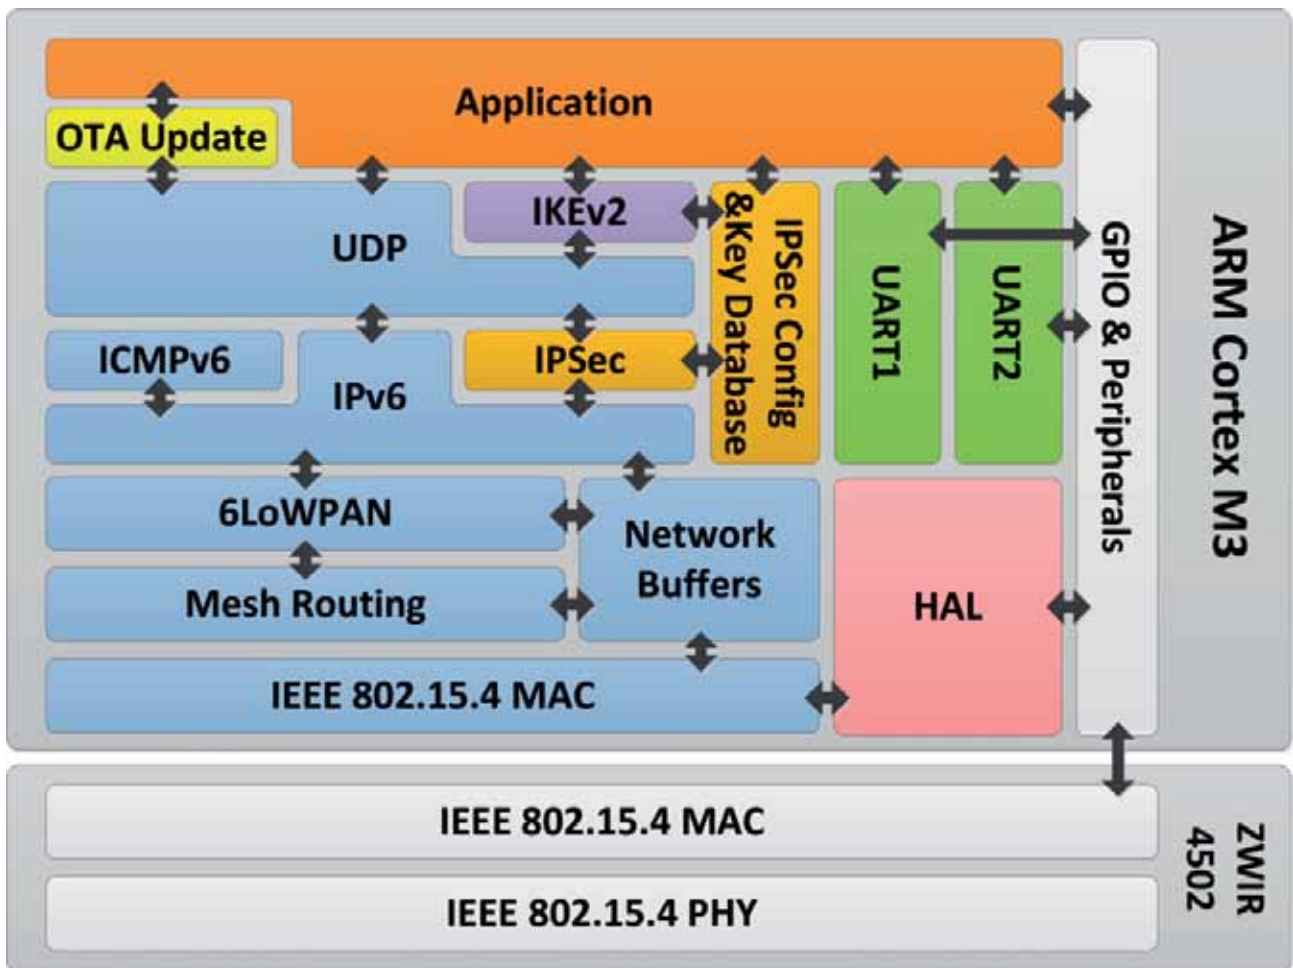 Application
OTA Update
UDP
IKEv2
IPSec Config
&Key Database
UART1
UART2
GPIO & Peripherals
ARM Cortex M3
ICMPv6
IPv6
IPSec
6LoWPAN
Network
Buffers
Mesh Routing
HAL
IEEE 802.15.4 MAC
IEEE 802.15.4 MAC
IEEE 802.15.4 PHY
ZWIR
4502